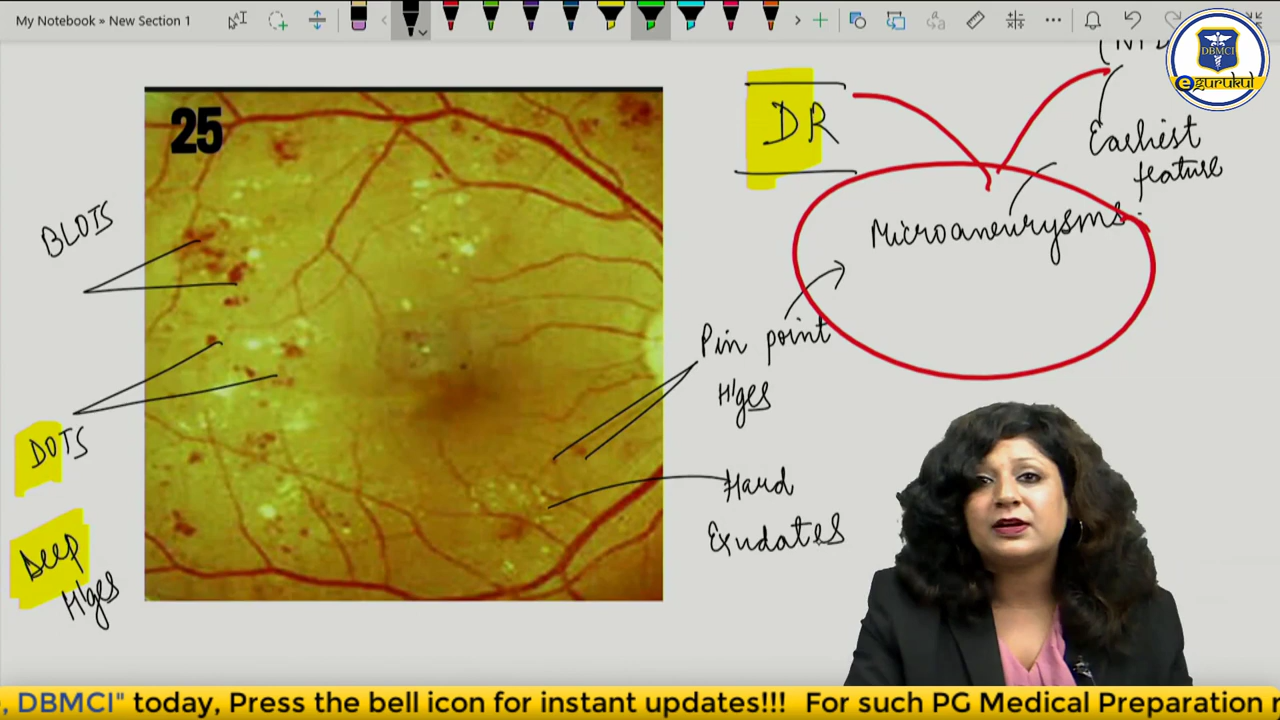 My Notebook » New Section 1
DBMCI
eGurukul
25
DR
Earliest
feature
Microaneurysms
BLOTS
Pin point
H'ges
DOTS
Deep
H'ges
Hard
Exudates
, DBMCI" today, Press the bell icon for instant updates!!! For such PG Medical Preparation